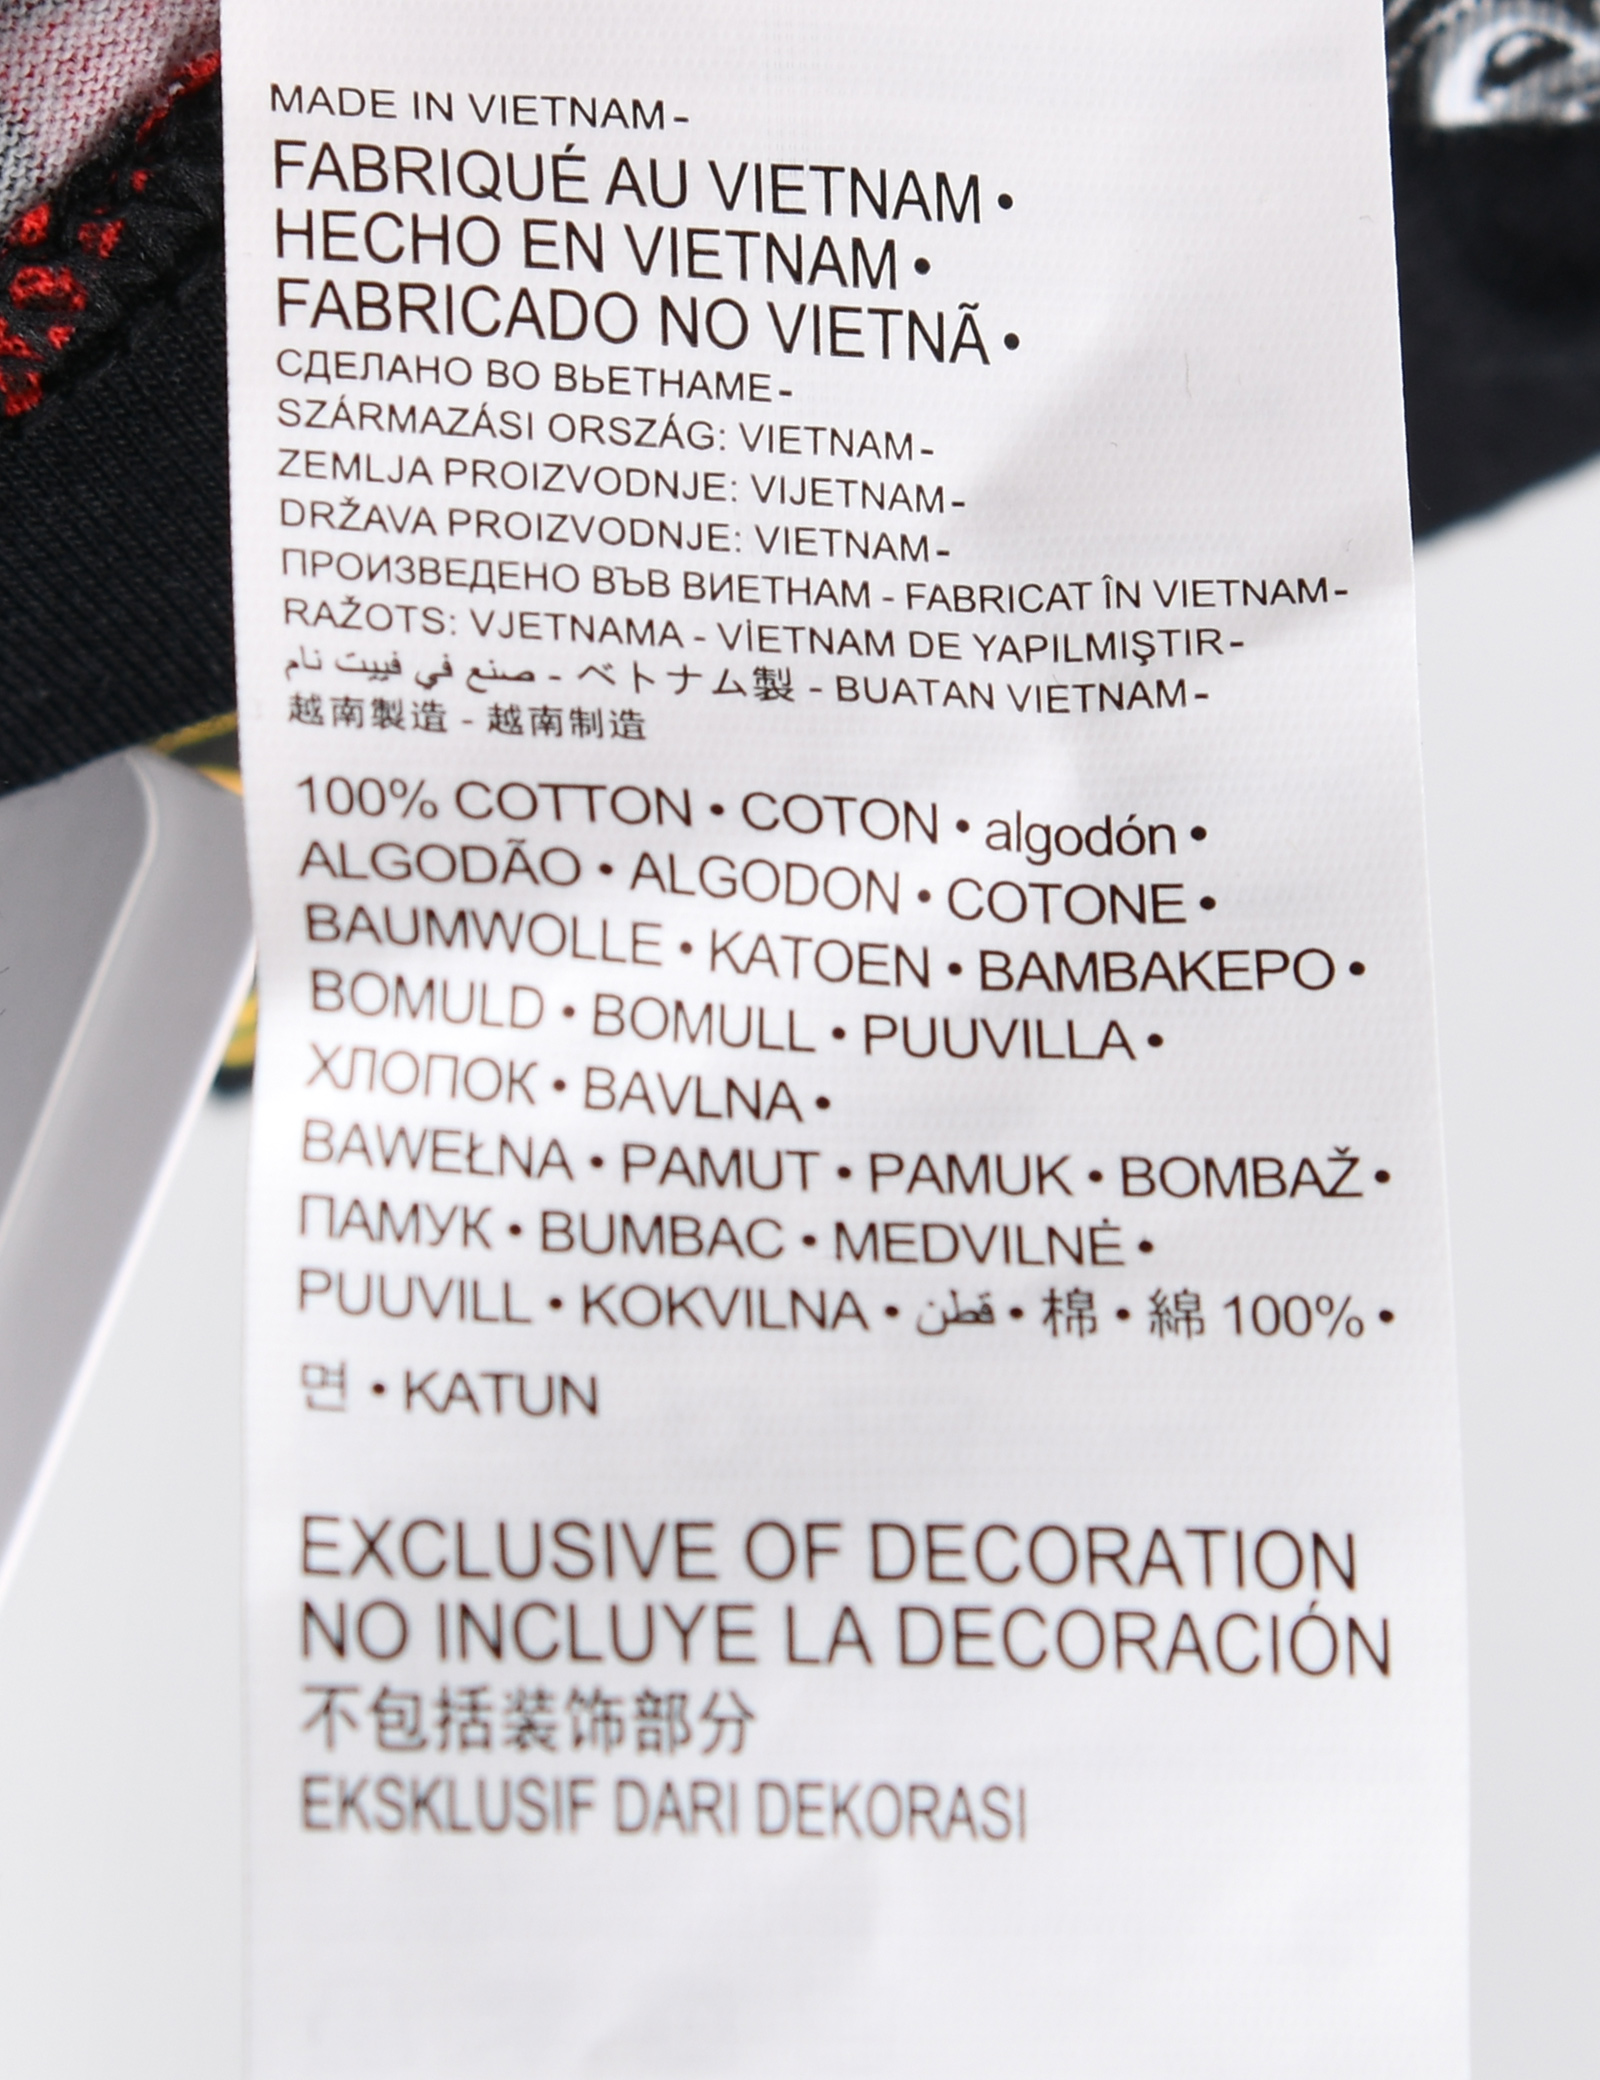 MADE IN VIETNAM-
FABRIQUÉ AU VIETNAM •
HECHO EN VIETNAM •
FABRICADO NO VIETNÃ •
СДЕЛАНО ВО ВЬЕТНАМЕ-
SZÁRMAZÁSI ORSZÁG: VIETNAM-
ZEMLJA PROIZVODNJE: VIJETNAM-
DRŽAVA PROIZVODNJE: VIETNAM-
ПРОИЗВЕДЕНО ВЪВ ВИЕТНАМ - FABRICAT ÎN VIETNAM-
RAŽOTS: VJETNAMA - VİETNAM DE YAPILMIŞTIR-
صنع في فييت نام - ベトナム製 - BUATAN VIETNAM-
越南製造 - 越南制造
100% COTTON • COTON • algodón •
ALGODÃO • ALGODON • COTONE •
BAUMWOLLE • KATOEN • BAMBAKEPO •
BOMULD • BOMULL • PUUVILLA •
ХЛОПОК • BAVLNA •
BAWEŁNA • PAMUT • PAMUK • BOMBAŽ •
ПАМУК • BUMBAC • MEDVILNĖ •
PUUVILL • KOKVILNA • قطن • 棉 • 綿 100% •
면 • KATUN
EXCLUSIVE OF DECORATION
NO INCLUYE LA DECORACIÓN
不包括装饰部分
EKSKLUSIF DARI DEKORASI